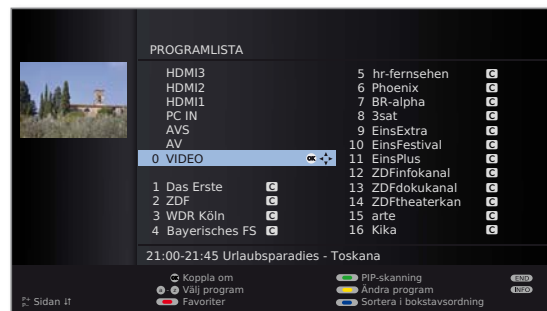 PROGRAMLISTA
HDMI3
HDMI2
HDMI1
PC IN
AVS
AV
0 VIDEO OK
1 Das Erste C
2 ZDF C
3 WDR Köln C
4 Bayerisches FS C
5 hr-fernsehen C
6 Phoenix C
7 BR-alpha C
8 3sat C
9 EinsExtra C
10 EinsFestival C
11 EinsPlus C
12 ZDFinfokanal C
13 ZDFdokukanal C
14 ZDFtheaterkan C
15 arte C
16 Kika C
21:00-21:45 Urlaubsparadies - Toskana
OK Koppla om
Välj program
Favoriter
PIP-skanning
Ändra program
Sortera i bokstavsordning
END
INFO
P+ P- Sidan